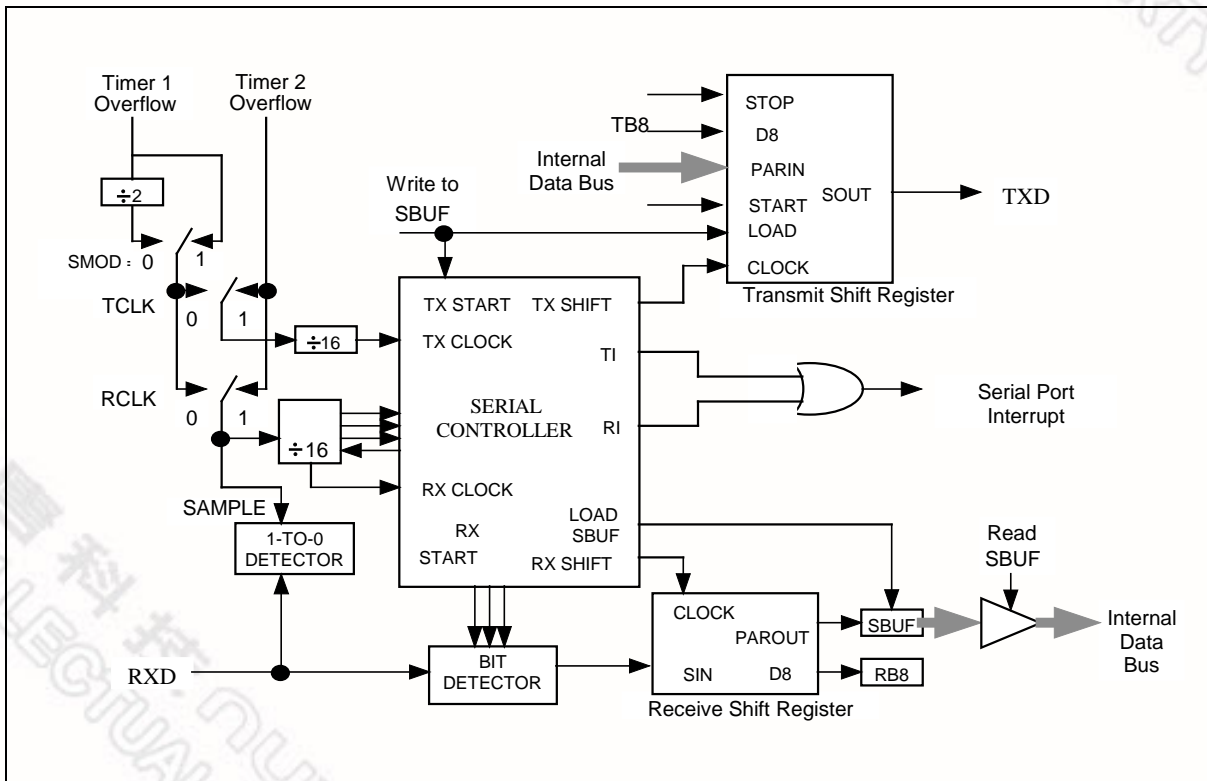 Timer 1
Overflow
Timer 2
Overflow
÷2
SMOD = 0 1
TCLK
0 1
RCLK
0 1
÷16
÷16
SAMPLE
1-TO-0
DETECTOR
RXD
BIT
DETECTOR
Write to
SBUF
TX START
TX SHIFT
TX CLOCK
TI
SERIAL
CONTROLLER
RI
RX CLOCK
LOAD
SBUF
RX
START
RX SHIFT
TB8
Internal
Data Bus
STOP
D8
PARIN
SOUT
START
LOAD
CLOCK
Transmit Shift Register
TXD
Serial Port
Interrupt
CLOCK
PAROUT
SIN
D8
Receive Shift Register
SBUF
RB8
Read
SBUF
Internal
Data
Bus